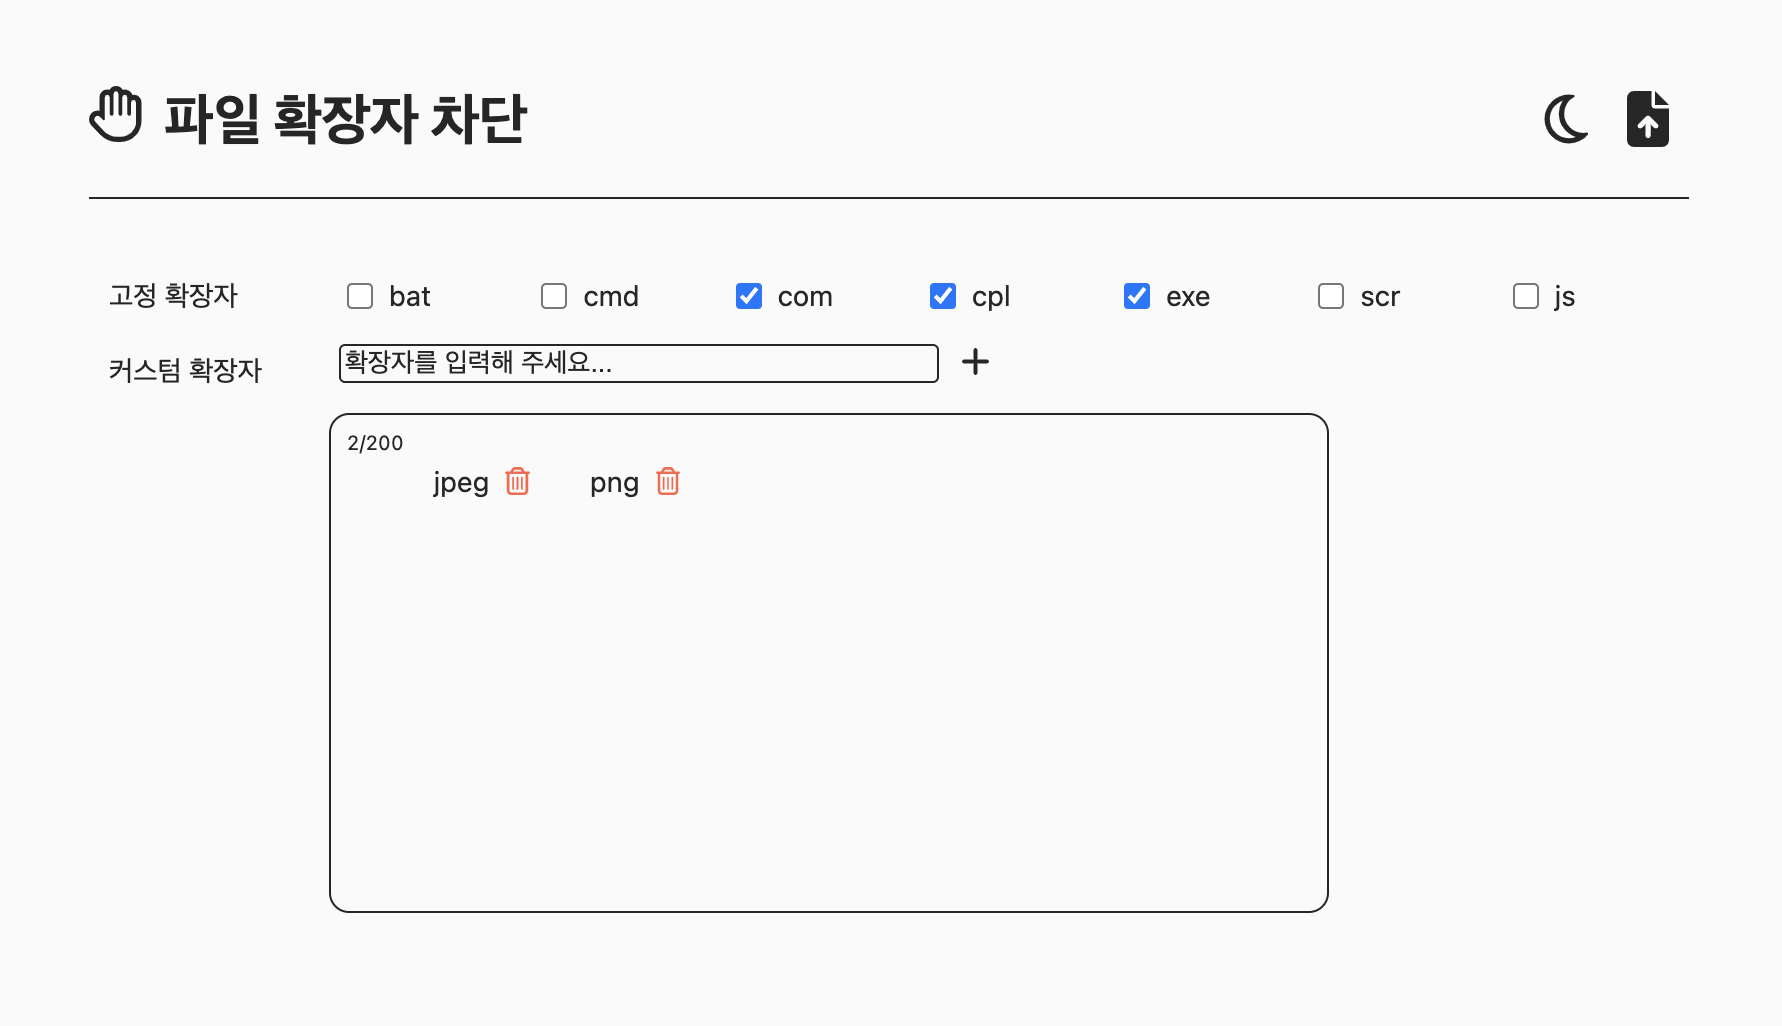 파일 확장자 차단
고정 확장자 bat cmd com cpl exe scr js
커스텀 확장자 확장자를 입력해 주세요...
2/200
jpeg png